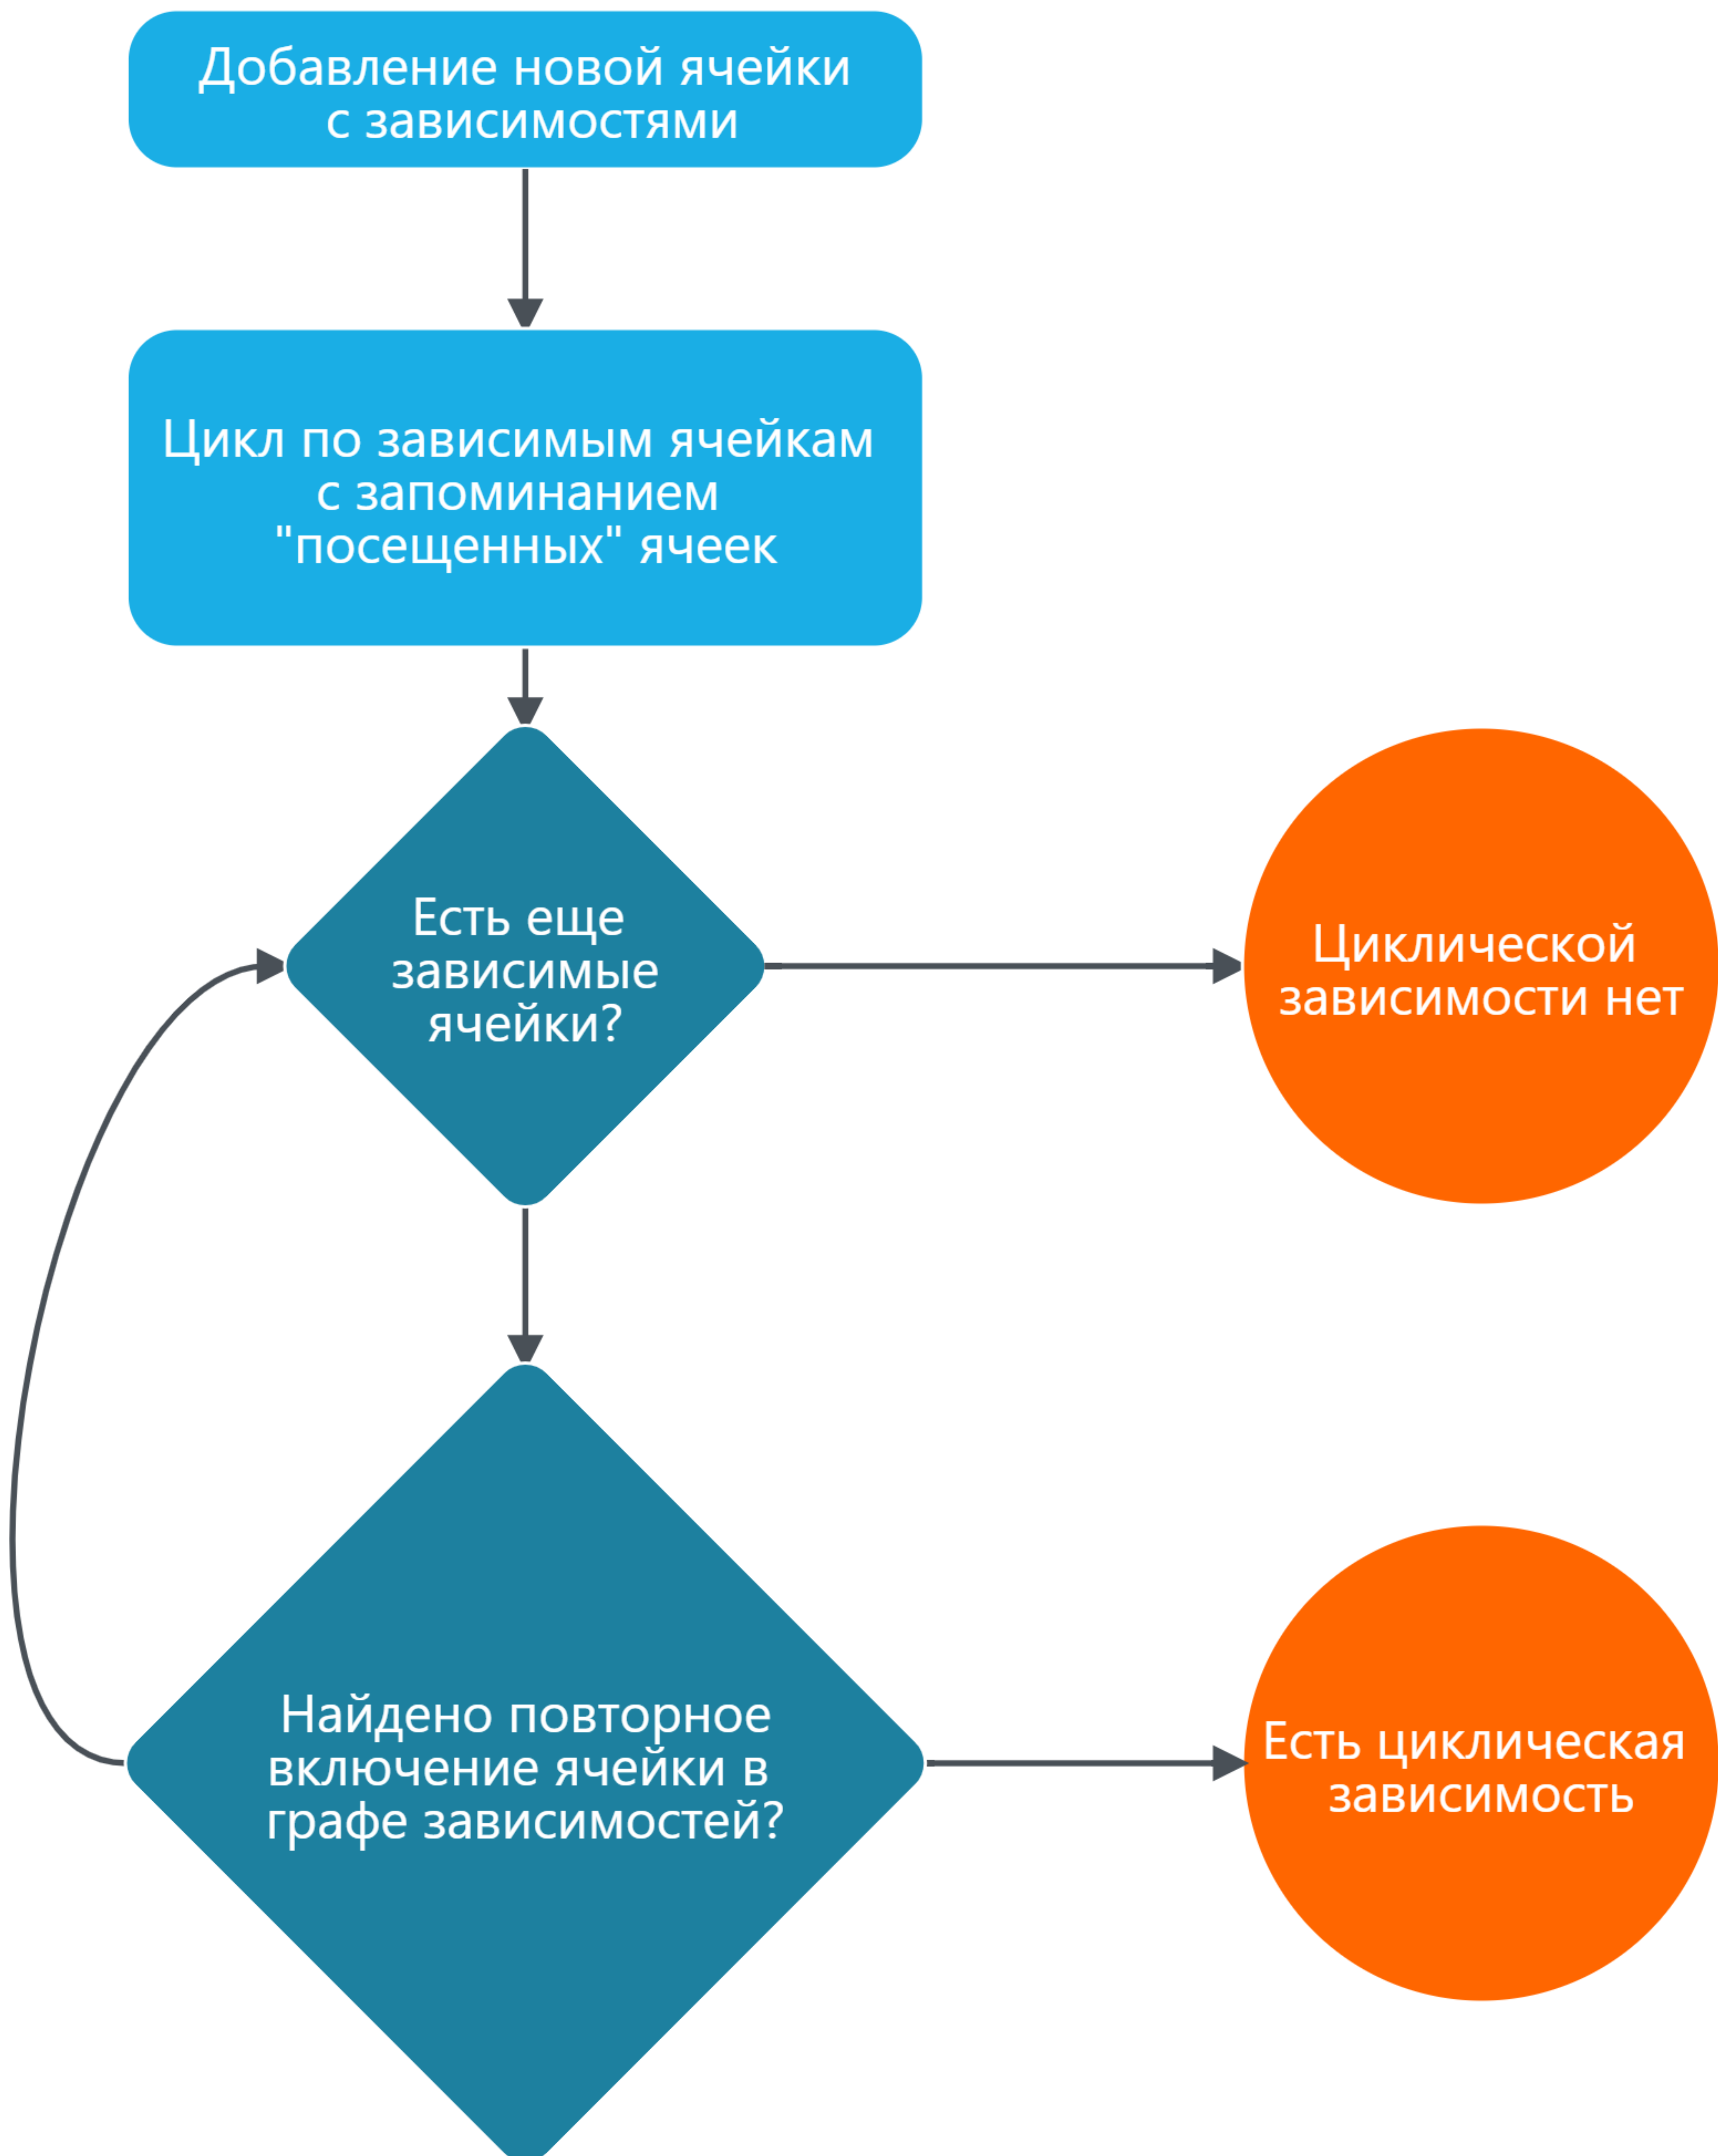 Добавление новой ячейки
с зависимостями
Цикл по зависимым ячейкам
с запоминанием
"посещенных" ячеек
Есть еще
зависимые
ячейки?
Циклической
зависимости нет
Найдено повторное
включение ячейки в
графе зависимостей?
Есть циклическая
зависимость